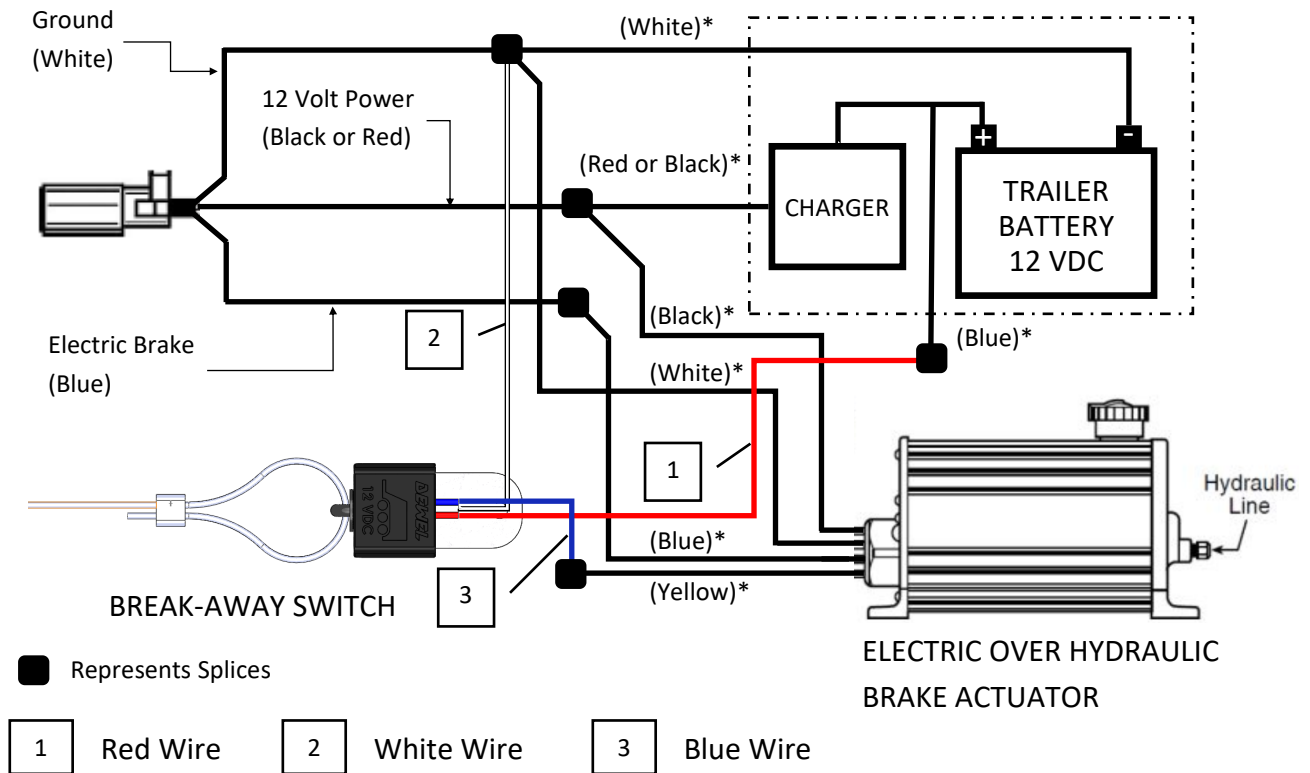 Ground
(White)
(White)*
12 Volt Power
(Black or Red)
(Red or Black)*
CHARGER
+
-
TRAILER
BATTERY
12 VDC
Electric Brake
(Blue)
2
(Black)*
(White)*
(Blue)*
1
12 VDC
(Blue)*
(Yellow)*
3
Hydraulic
Line
BREAK-AWAY SWITCH
ELECTRIC OVER HYDRAULIC
BRAKE ACTUATOR
Represents Splices
1 Red Wire 2 White Wire 3 Blue Wire